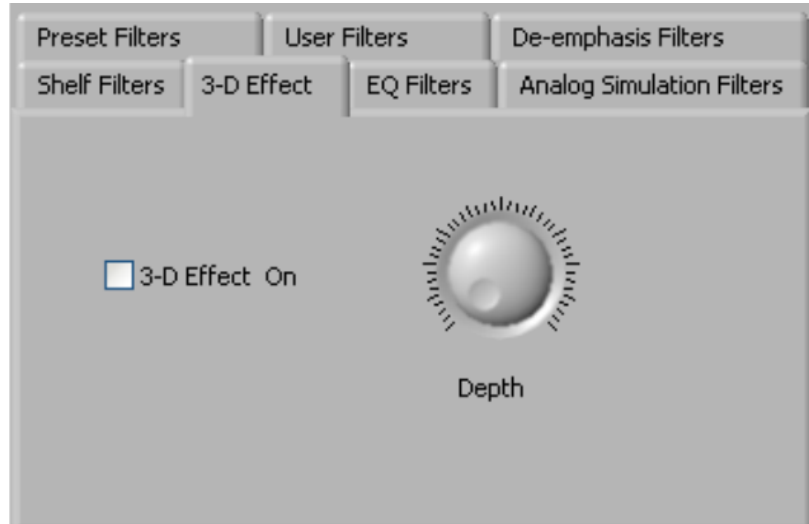 Preset Filters User Filters De-emphasis Filters
Shelf Filters 3-D Effect EQ Filters Analog Simulation Filters
3-D Effect On
Depth